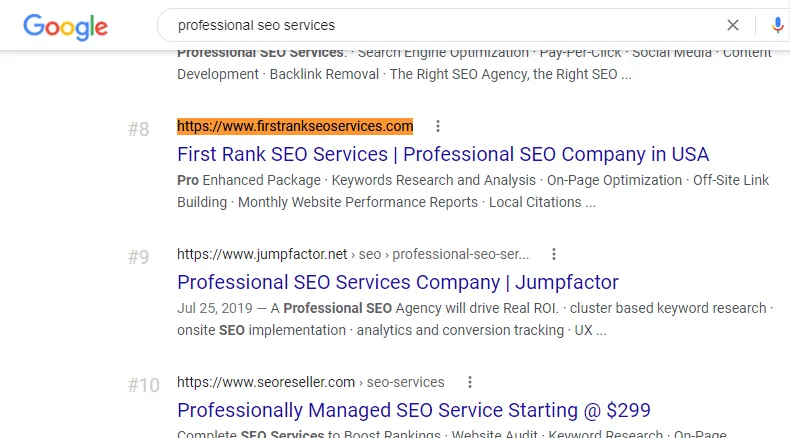 Google
professional seo services
Professional SEO Services. · Search Engine Optimization · Pay-Per-Click · Social Media · Content
Development · Backlink Removal · The Right SEO Agency, the Right SEO ...
#8
https://www.firstrankseoservices.com
First Rank SEO Services | Professional SEO Company in USA
Pro Enhanced Package · Keywords Research and Analysis · On-Page Optimization · Off-Site Link
Building · Monthly Website Performance Reports · Local Citations ...
#9
https://www.jumpfactor.net › seo › professional-seo-ser...
Professional SEO Services Company | Jumpfactor
Jul 25, 2019 — A Professional SEO Agency will drive Real ROI. · cluster based keyword research ·
onsite SEO implementation · analytics and conversion tracking · UX ...
#10
https://www.seoreseller.com › seo-services
Professionally Managed SEO Service Starting @ $299
Complete SEO Services to Boost Rankings · Website Audit · Keyword Research · On-Page